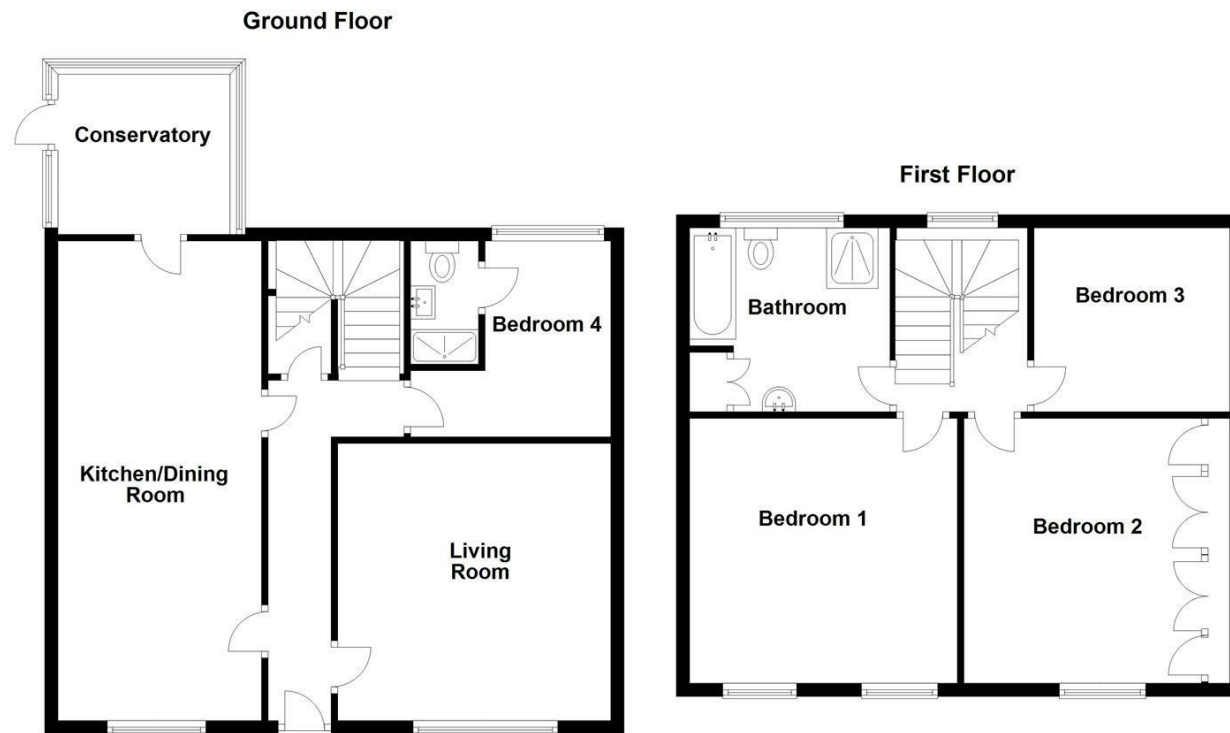 Ground Floor
Conservatory
Bedroom 4
Kitchen/Dining
Room
Living
Room
First Floor
Bathroom
Bedroom 3
Bedroom 1
Bedroom 2